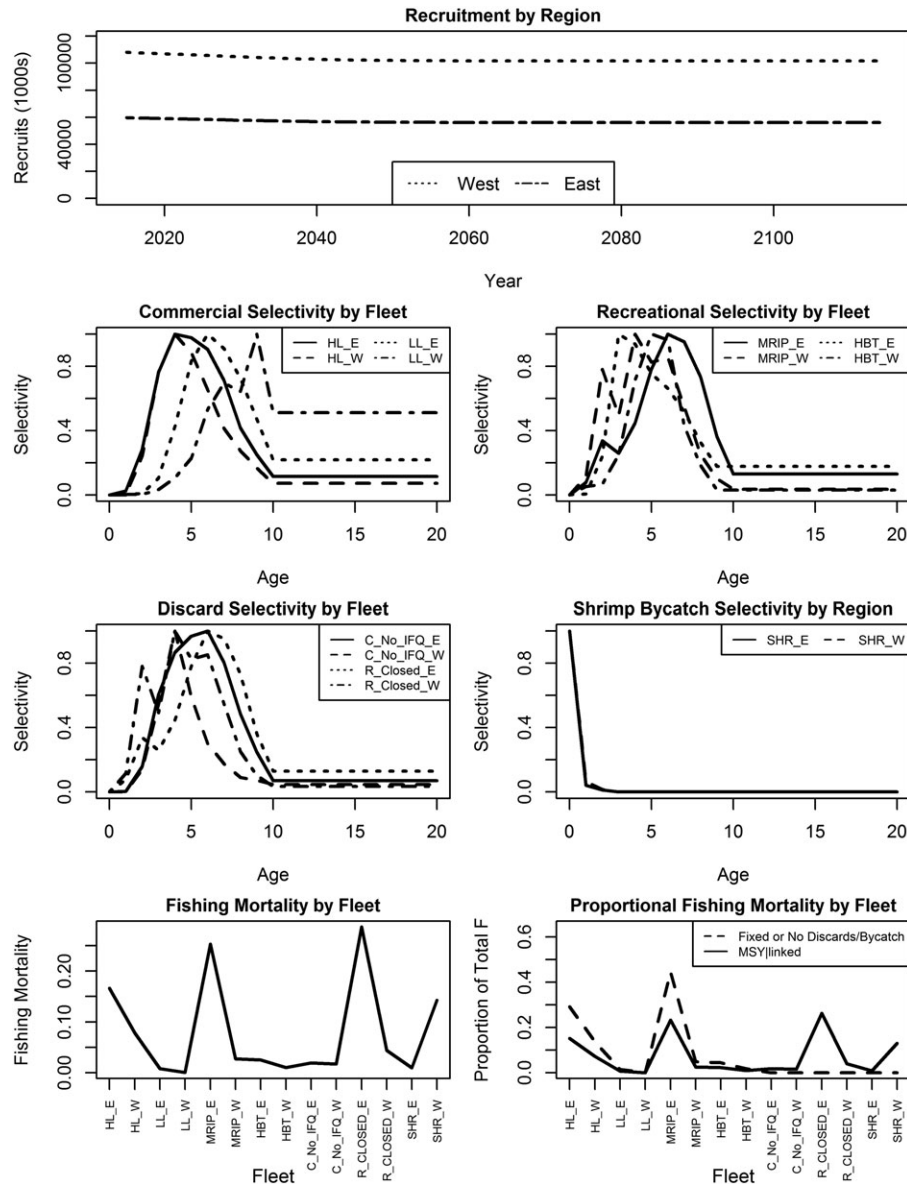 Recruitment by Region
Recruits (1000s)
0 40000 100000
West East
2020 2040 2060 2080 2100
Year
Commercial Selectivity by Fleet
Selectivity
0.0 0.4 0.8
HL_E LL_E
HL_W LL_W
0 5 10 15 20
Age
Recreational Selectivity by Fleet
Selectivity
0.0 0.4 0.8
MRIP_E HBT_E
MRIP_W HBT_W
0 5 10 15 20
Age
Discard Selectivity by Fleet
Selectivity
0.0 0.4 0.8
C_No_IFQ_E
C_No_IFQ_W
R_Closed_E
R_Closed_W
0 5 10 15 20
Age
Shrimp Bycatch Selectivity by Region
Selectivity
0.0 0.4 0.8
SHR_E SHR_W
0 5 10 15 20
Age
Fishing Mortality by Fleet
Fishing Mortality
0.00 0.10 0.20
HL_E
HL_W
LL_E
LL_W
MRIP_E
MRIP_W
HBT_E
HBT_W
C_No_IFQ_E
C_No_IFQ_W
R_CLOSED_E
R_CLOSED_W
SHR_E
SHR_W
Fleet
Proportional Fishing Mortality by Fleet
Proportion of Total F
0.0 0.2 0.4 0.6
Fixed or No Discards/Bycatch
MSY|linked
HL_E
HL_W
LL_E
LL_W
MRIP_E
MRIP_W
HBT_E
HBT_W
C_No_IFQ_E
C_No_IFQ_W
R_CLOSED_E
R_CLOSED_W
SHR_E
SHR_W
Fleet